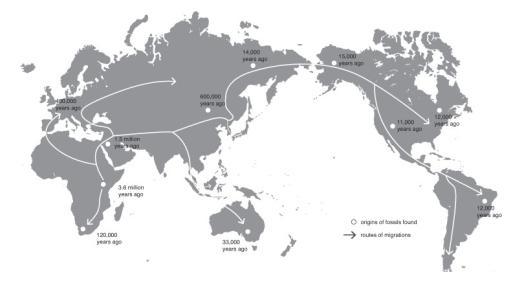 14,000
years ago
15,000
years ago
400,000
years ago
600,000
years ago
12,000
years ago
11,000
years ago
1.5 million
years ago
3.6 million
years ago
12,000
years ago
120,000
years ago
33,000
years ago
origins of fossils found
routes of migrations